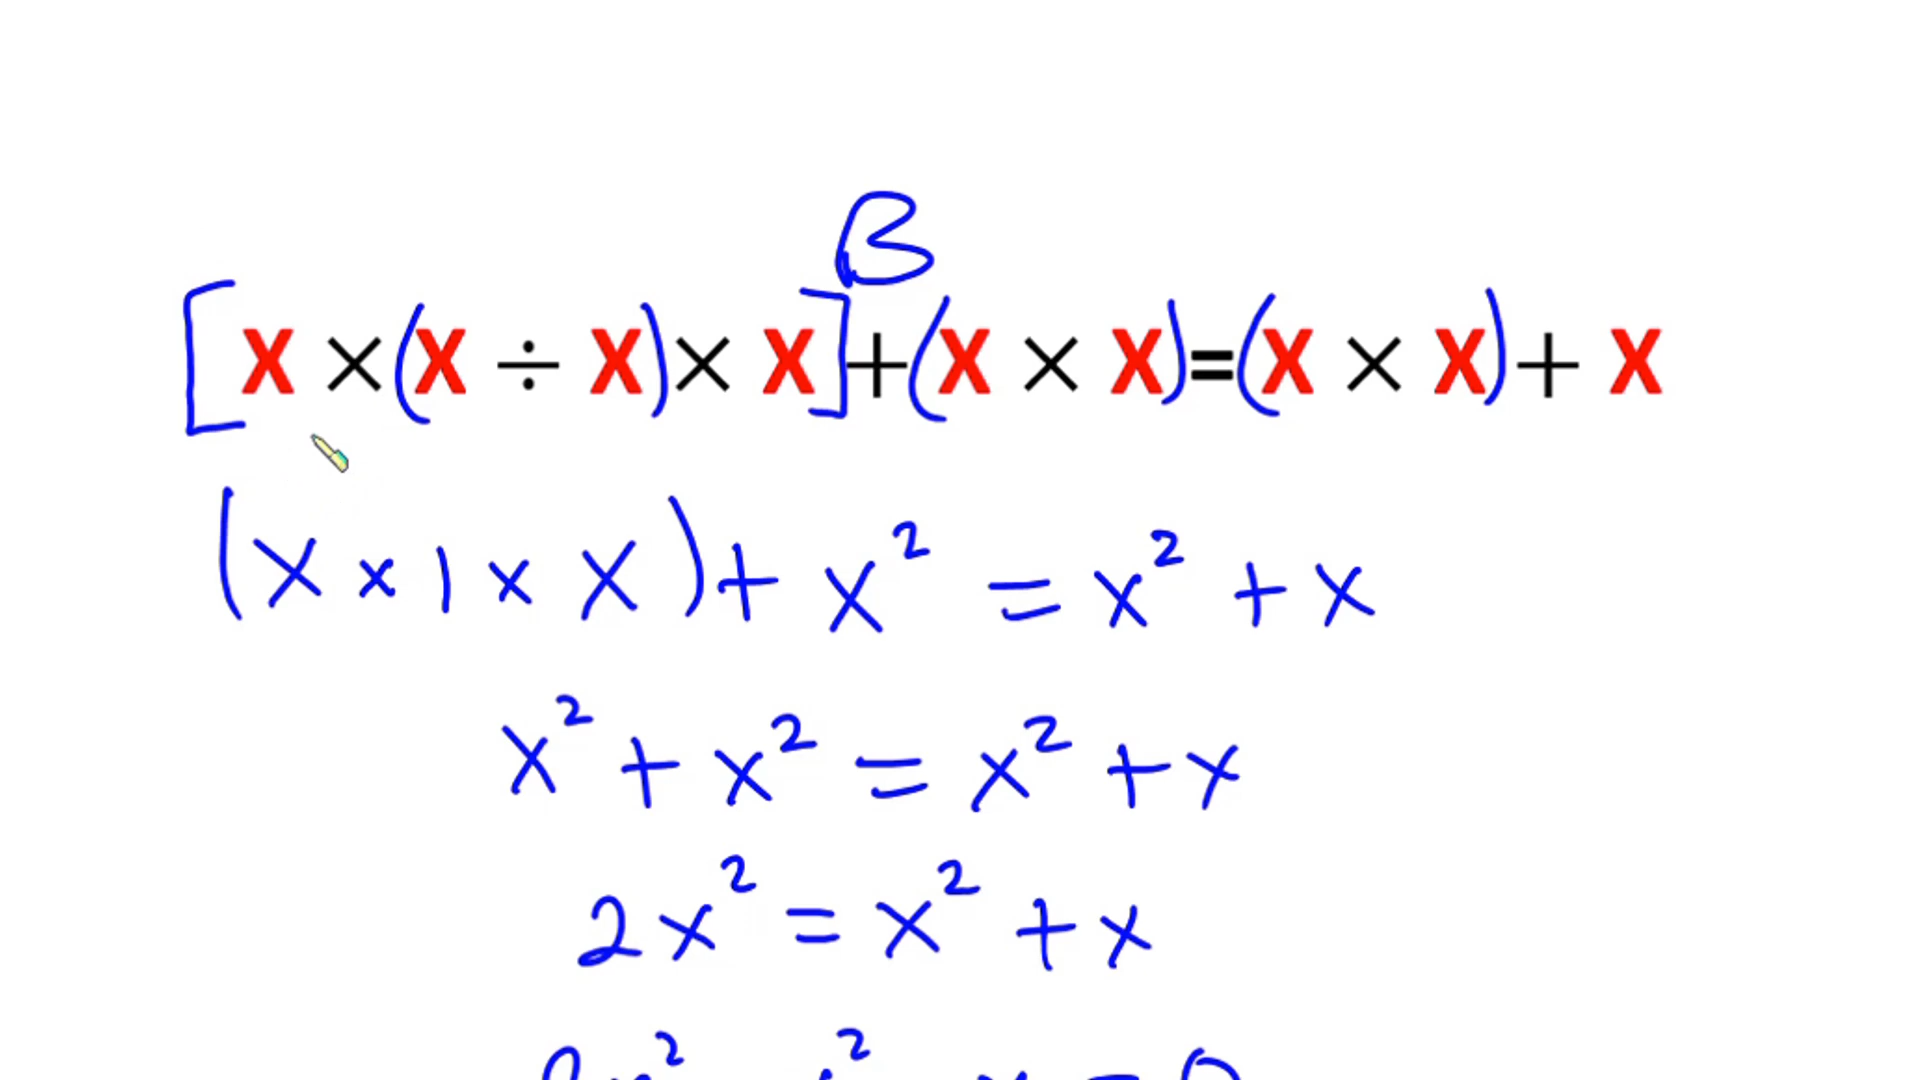 B
[X × (X ÷ X) × X] + (X × X) = (X × X) + X
(x × 1 × x) + x² = x² + x
x² + x² = x² + x
2x² = x² + x